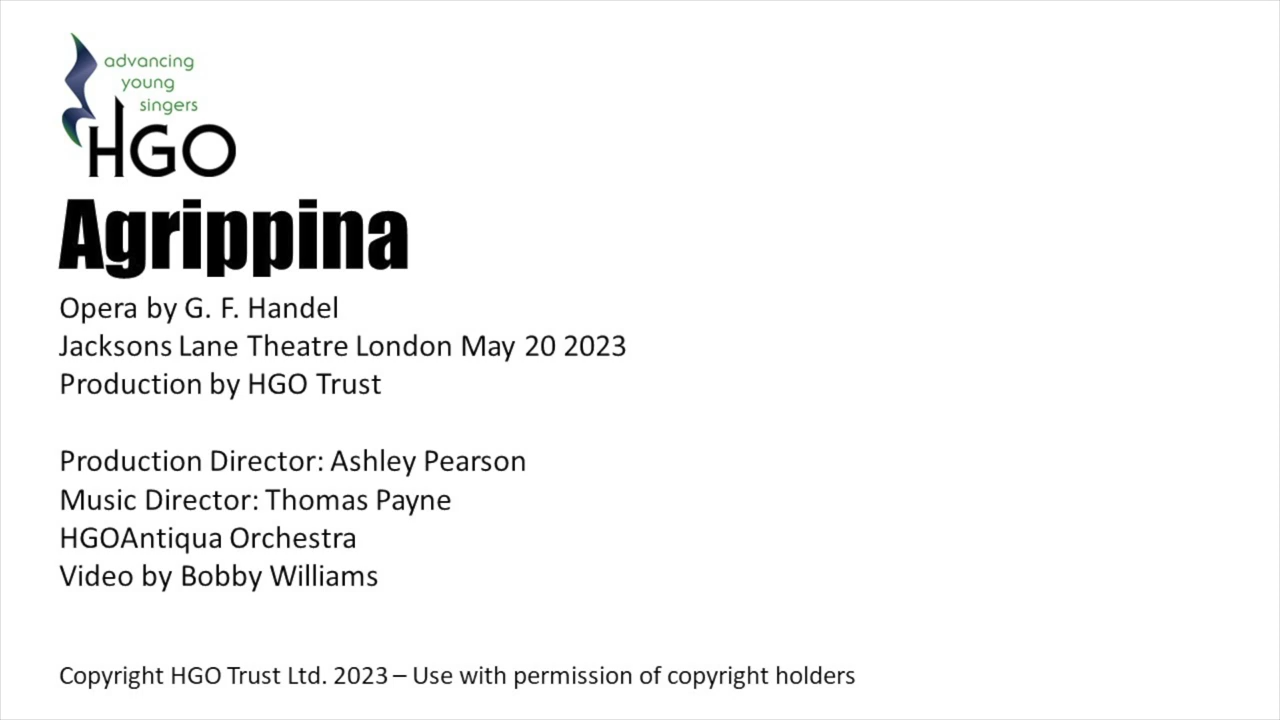 advancing
young
singers
HGO
Agrippina
Opera by G. F. Handel
Jacksons Lane Theatre London May 20 2023
Production by HGO Trust
Production Director: Ashley Pearson
Music Director: Thomas Payne
HGOAntiqua Orchestra
Video by Bobby Williams
Copyright HGO Trust Ltd. 2023 – Use with permission of copyright holders